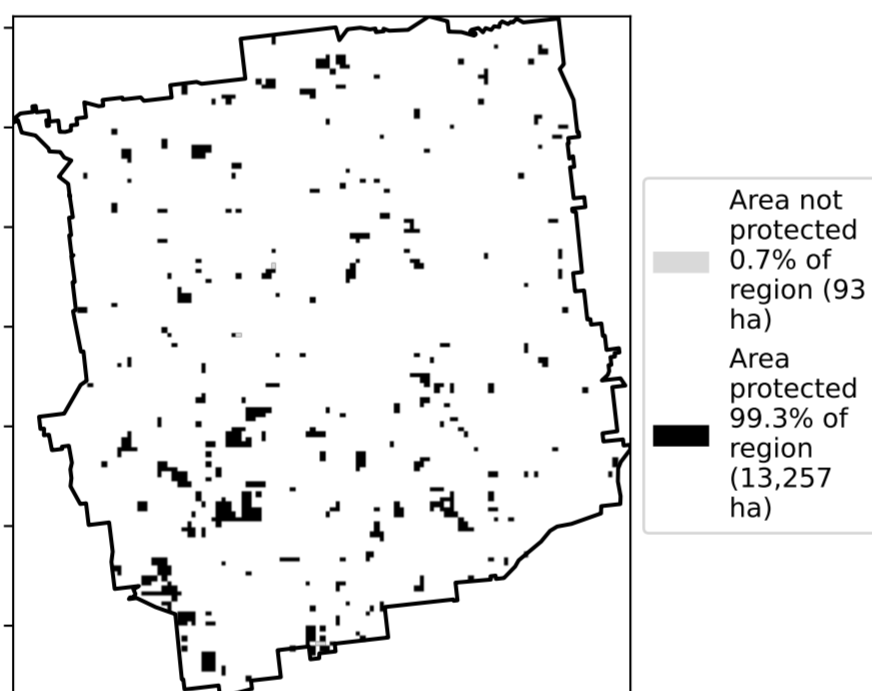 Area not
protected
0.7% of
region (93
ha)
Area
protected
99.3% of
region
(13,257
ha)